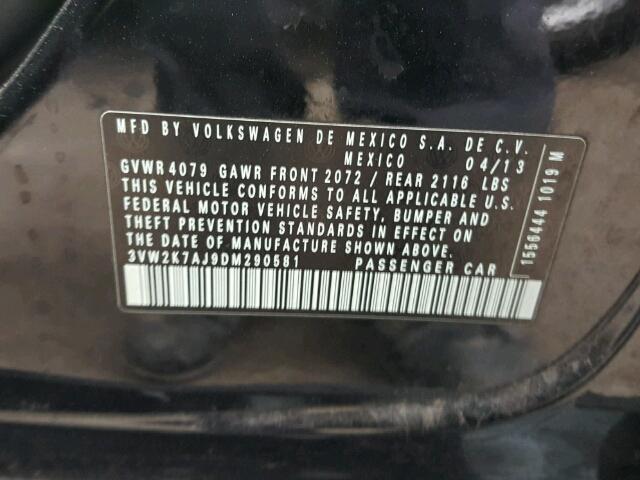 MFD BY VOLKSWAGEN DE MEXICO S.A. DE C.V.
MEXICO 04/13
GVWR 4079 GAWR FRONT 2072 / REAR 2116 LBS
THIS VEHICLE CONFORMS TO ALL APPLICABLE U.S.
FEDERAL MOTOR VEHICLE SAFETY, BUMPER AND
THEFT PREVENTION STANDARDS IN EFFECT ON
THE DATE OF MANUFACTURE SHOWN ABOVE.
3VW2K7AJ9DM290581 PASSENGER CAR
1556444 1019 M